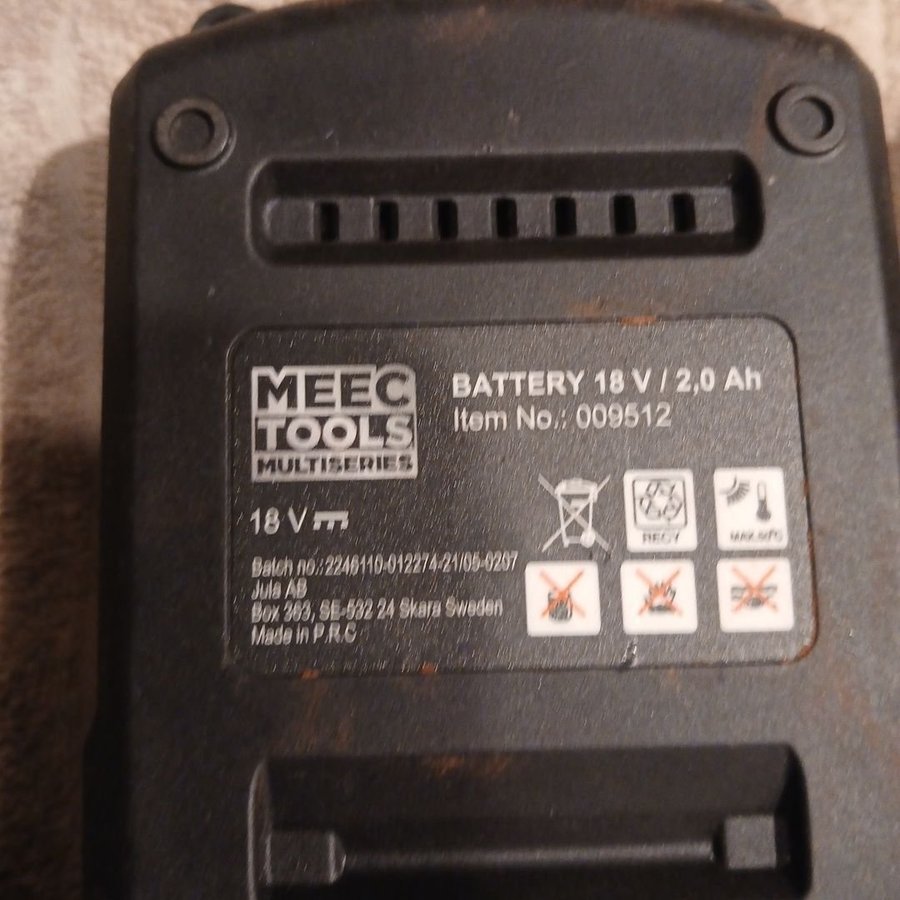 MEEC
TOOLS
MULTISERIES
BATTERY 18 V / 2,0 Ah
Item No.: 009512
18 V
Batch no.: 2246110-012274-21/05-0207
Jula AB
Box 363, SE-532 24 Skara Sweden
Made in P.R.C
RECY